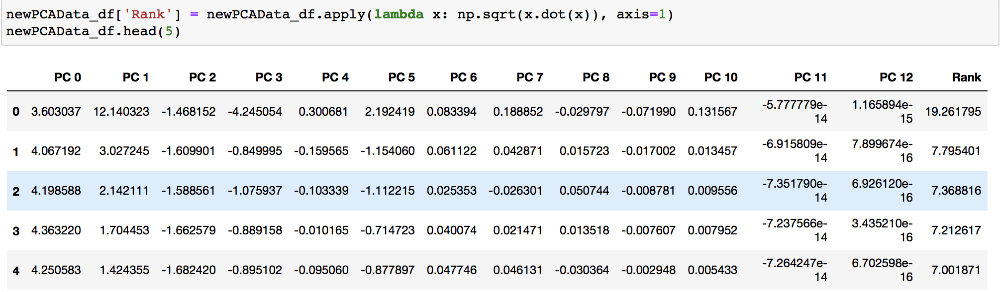 newPCAData_df['Rank'] = newPCAData_df.apply(lambda x: np.sqrt(x.dot(x)), axis=1)
newPCAData_df.head(5)
PC 0 PC 1 PC 2 PC 3 PC 4 PC 5 PC 6 PC 7 PC 8 PC 9 PC 10 PC 11 PC 12 Rank
0 3.603037 12.140323 -1.468152 -4.245054 0.300681 2.192419 0.083394 0.188852 -0.029797 -0.071990 0.131567 -5.777779e-14 1.165894e-15 19.261795
1 4.067192 3.027245 -1.609901 -0.849995 -0.159565 -1.154060 0.061122 0.042871 0.015723 -0.017002 0.013457 -6.915809e-14 7.899674e-16 7.795401
2 4.198588 2.142111 -1.588561 -1.075937 -0.103339 -1.112215 0.025353 -0.026301 0.050744 -0.008781 0.009556 -7.351790e-14 6.926120e-16 7.368816
3 4.363220 1.704453 -1.662579 -0.889158 -0.010165 -0.714723 0.040074 0.021471 0.013518 -0.007607 0.007952 -7.237566e-14 3.435210e-16 7.212617
4 4.250583 1.424355 -1.682420 -0.895102 -0.095060 -0.877897 0.047746 0.046131 -0.030364 -0.002948 0.005433 -7.264247e-14 6.702598e-16 7.001871